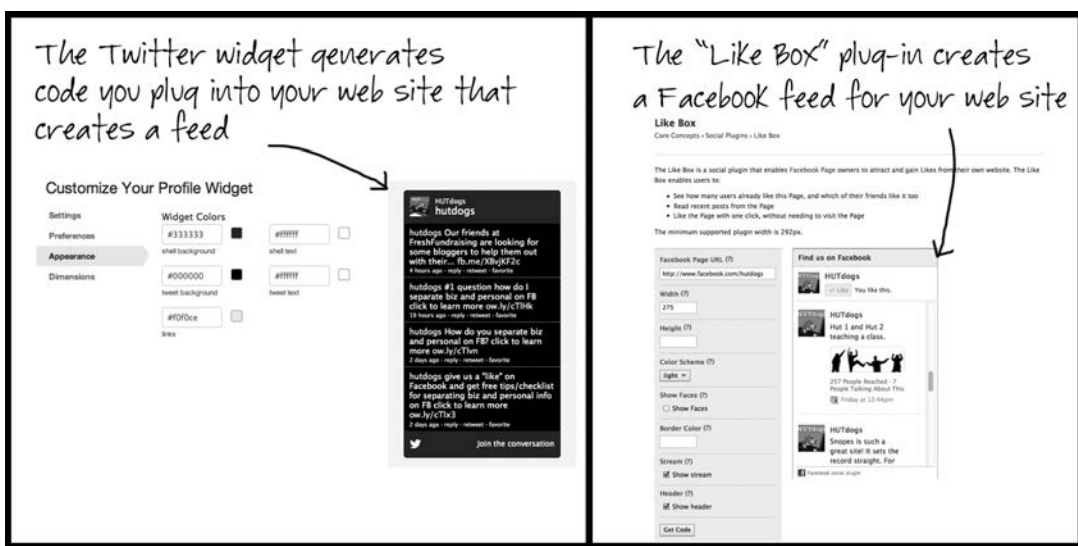 The Twitter widget generates
code you plug into your web site that
creates a feed
Customize Your Profile Widget
Settings
Preferences
Appearance
Dimensions
Widget Colors
#333333
#ffffff
shell background
shell text
#000000
#ffffff
tweet background
tweet text
#f0f0ce
links
HUTdogs
hutdogs
hutdogs Our friends at
FreshFundraising are looking for
some bloggers to help them out
with their... fb.me/XBvjKF2c
4 hours ago · reply · retweet · favorite
hutdogs #1 question how do I
separate biz and personal on FB
click to learn more ow.ly/cTlHk
19 hours ago · reply · retweet · favorite
hutdogs How do you separate biz
and personal on FB? click to learn
more ow.ly/cTlvn
2 days ago · reply · retweet · favorite
hutdogs give us a "like" on
Facebook and get free tips/checklist
for separating biz and personal info
on FB click to learn more
ow.ly/cTlx3
2 days ago · reply · retweet · favorite
Join the conversation
The "Like Box" plug-in creates
a Facebook feed for your web site
Like Box
Core Concepts › Social Plugins › Like Box
The Like Box is a social plugin that enables Facebook Page owners to attract and gain Likes from their own website. The Like
Box enables users to:
• See how many users already like this Page, and which of their friends like it too
• Read recent posts from the Page
• Like the Page with one click, without needing to visit the Page
The minimum supported plugin width is 292px.
Facebook Page URL (?)
http://www.facebook.com/hutdogs
Width (?)
275
Height (?)
Color Scheme (?)
light
Show Faces (?)
Show Faces
Border Color (?)
Stream (?)
Show stream
Header (?)
Show header
Get Code
Find us on Facebook
HUTdogs
Like You like this.
HUTdogs
Hut 1 and Hut 2
teaching a class.
257 People Reached · 7
People Talking About This
Friday at 12:44pm
HUTdogs
Snopes is such a
great site! It sets the
record straight. For
Facebook social plugin